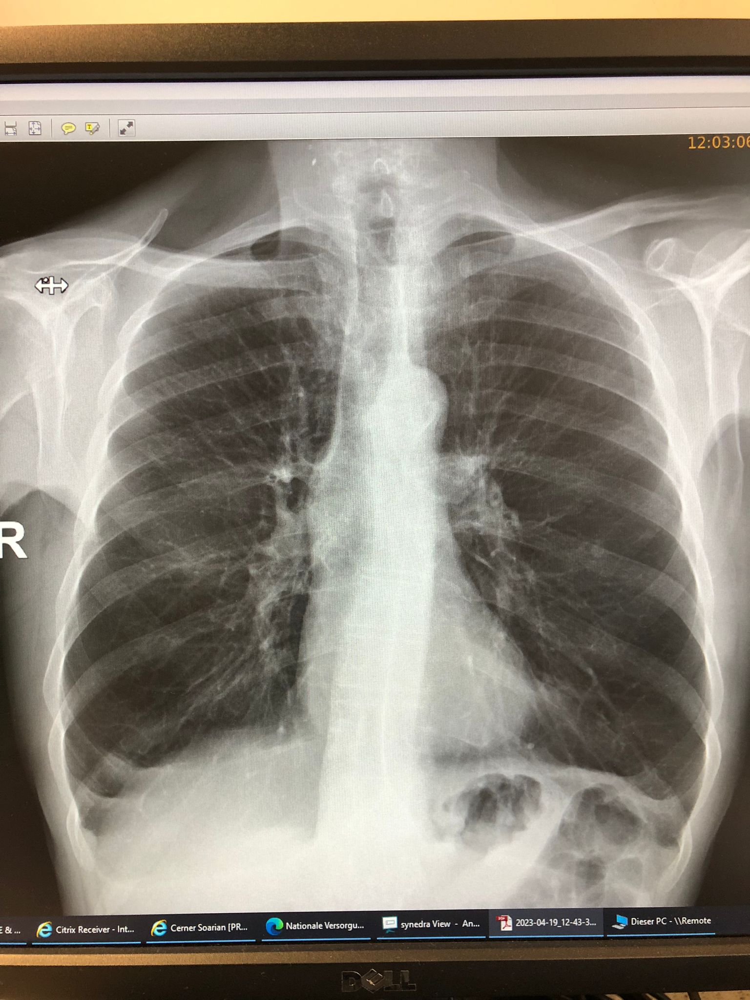 12:03:06
R
E & ...
Citrix Receiver - Int...
Cerner Soarian [PR...
Nationale Versorgu...
synedra View - An...
2023-04-19_12-43-3...
Dieser PC - \\Remote
DELL